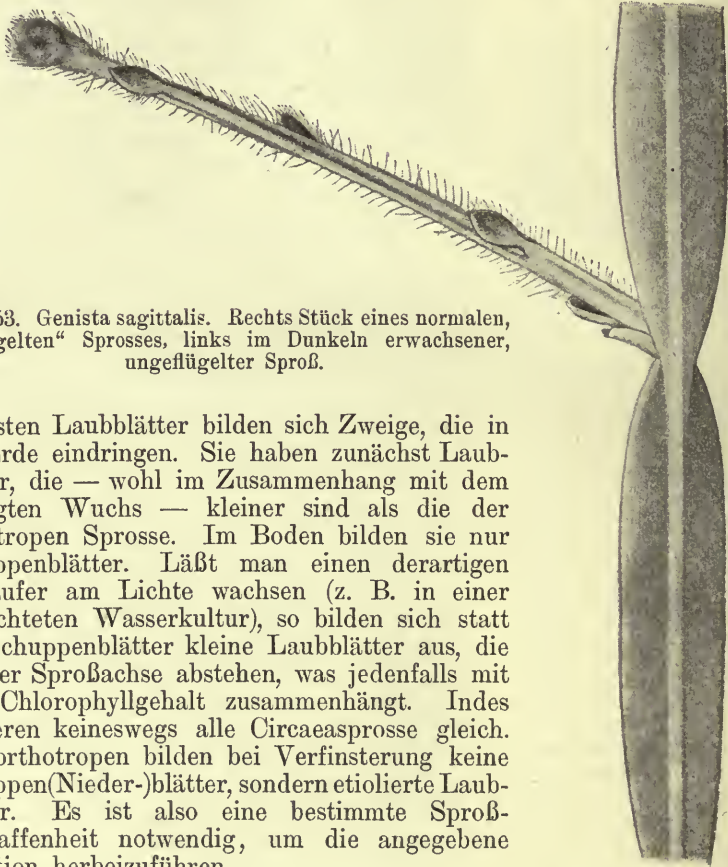 53. Genista sagittalis. Rechts Stück eines normalen,
gelten“ Sprosses, links im Dunkeln erwachsener,
ungeflügelter Sproß.
sten Laubblätter bilden sich Zweige, die in
rde eindringen. Sie haben zunächst Laub-
r, die — wohl im Zusammenhang mit dem
gten Wuchs — kleiner sind als die der
tropen Sprosse. Im Boden bilden sie nur
ppenblätter. Läßt man einen derartigen
ufer am Lichte wachsen (z. B. in einer
chteten Wasserkultur), so bilden sich statt
chuppenblätter kleine Laubblätter aus, die
er Sproßachse abstehen, was jedenfalls mit
Chlorophyllgehalt zusammenhängt. Indes
eren keineswegs alle Circaeasprosse gleich.
orthotropen bilden bei Verfinsterung keine
ppen(Nieder-)blätter, sondern etiolierte Laub-
r. Es ist also eine bestimmte Sproß-
affenheit notwendig, um die angegebene
tion herbeizuführen